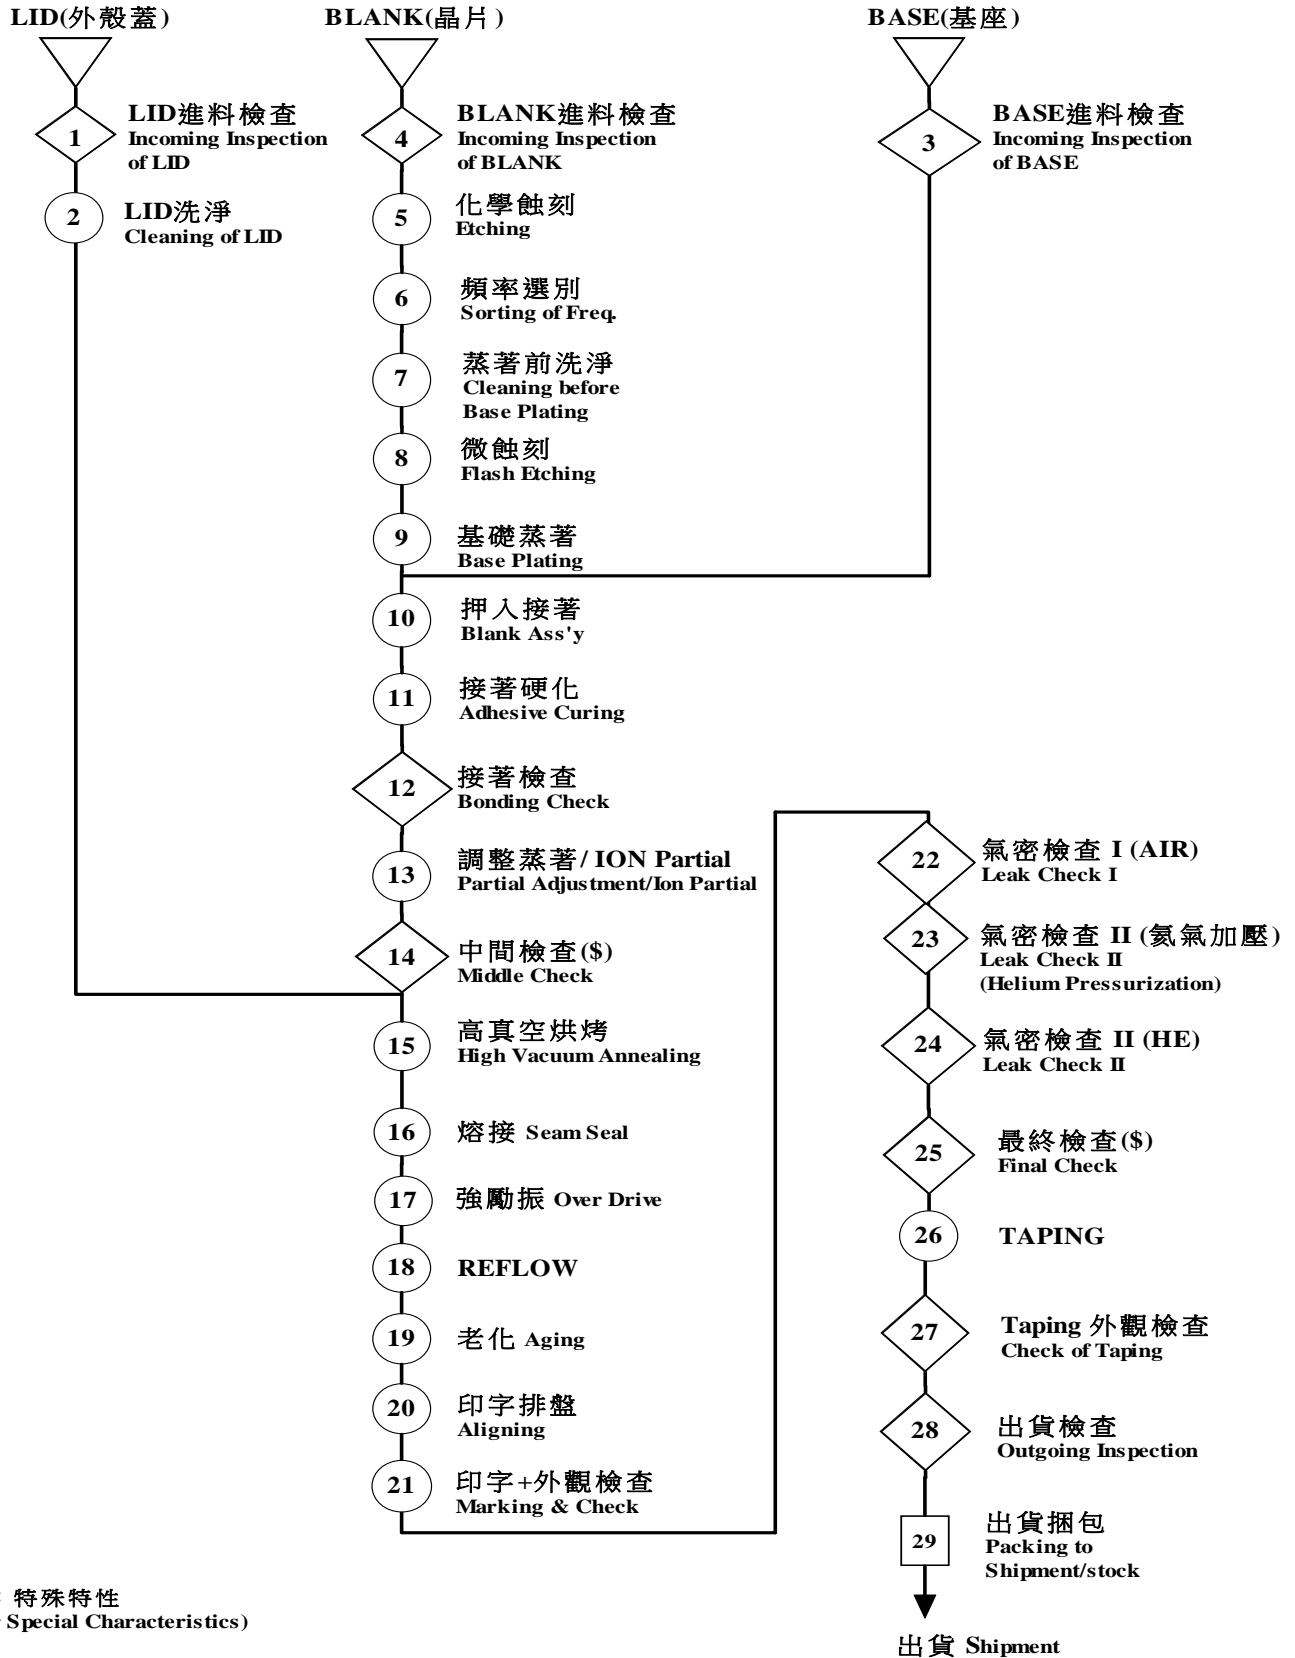 LID(外殼蓋)
BLANK(晶片)
BASE(基座)
1
LID進料檢查
Incoming Inspection
of LID
4
BLANK進料檢查
Incoming Inspection
of BLANK
3
BASE進料檢查
Incoming Inspection
of BASE
2
LID洗淨
Cleaning of LID
5
化學蝕刻
Etching
6
頻率選別
Sorting of Freq.
7
蒸著前洗淨
Cleaning before
Base Plating
8
微蝕刻
Flash Etching
9
基礎蒸著
Base Plating
10
押入接著
Blank Ass'y
11
接著硬化
Adhesive Curing
12
接著檢查
Bonding Check
13
調整蒸著/ ION Partial
Partial Adjustment/Ion Partial
14
中間檢查($)
Middle Check
15
高真空烘烤
High Vacuum Annealing
16
熔接 Seam Seal
17
強勵振 Over Drive
18
REFLOW
19
老化 Aging
20
印字排盤
Aligning
21
印字+外觀檢查
Marking & Check
22
氣密檢查 I (AIR)
Leak Check I
23
氣密檢查 II (氦氣加壓)
Leak Check II
(Helium Pressurization)
24
氣密檢查 II (HE)
Leak Check II
25
最終檢查($)
Final Check
26
TAPING
27
Taping 外觀檢查
Check of Taping
28
出貨檢查
Outgoing Inspection
29
出貨捆包
Packing to
Shipment/stock
出貨 Shipment
特殊特性
Special Characteristics)